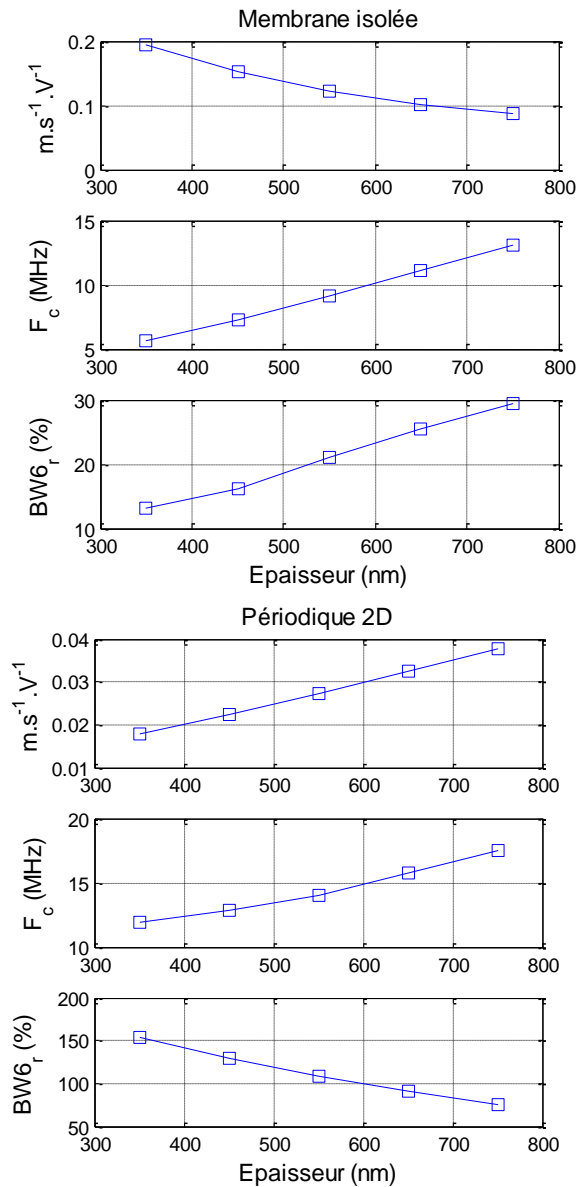 Membrane isolée
m.s⁻¹.V⁻¹
0.2
0.1
0
300 400 500 600 700 800
F_c (MHz)
15
10
5
300 400 500 600 700 800
BW6_r (%)
30
20
10
300 400 500 600 700 800
Epaisseur (nm)
Périodique 2D
m.s⁻¹.V⁻¹
0.04
0.03
0.02
0.01
300 400 500 600 700 800
F_c (MHz)
20
15
10
300 400 500 600 700 800
BW6_r (%)
200
150
100
50
300 400 500 600 700 800
Epaisseur (nm)